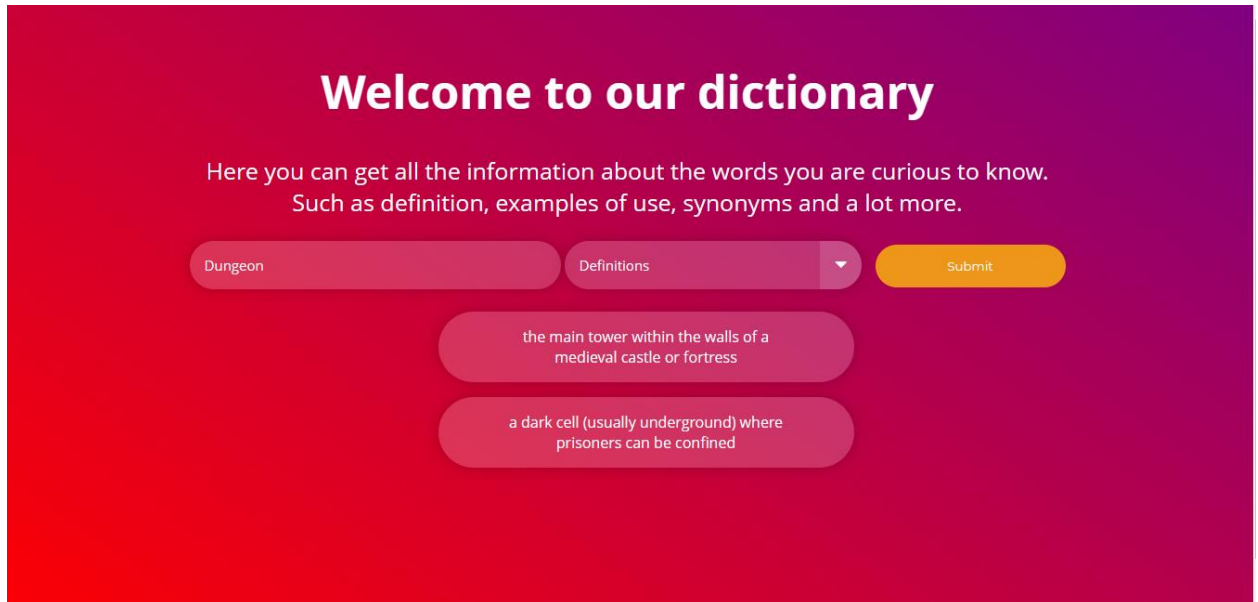 Welcome to our dictionary
Here you can get all the information about the words you are curious to know.
Such as definition, examples of use, synonyms and a lot more.
Dungeon
Definitions
Submit
the main tower within the walls of a
medieval castle or fortress
a dark cell (usually underground) where
prisoners can be confined